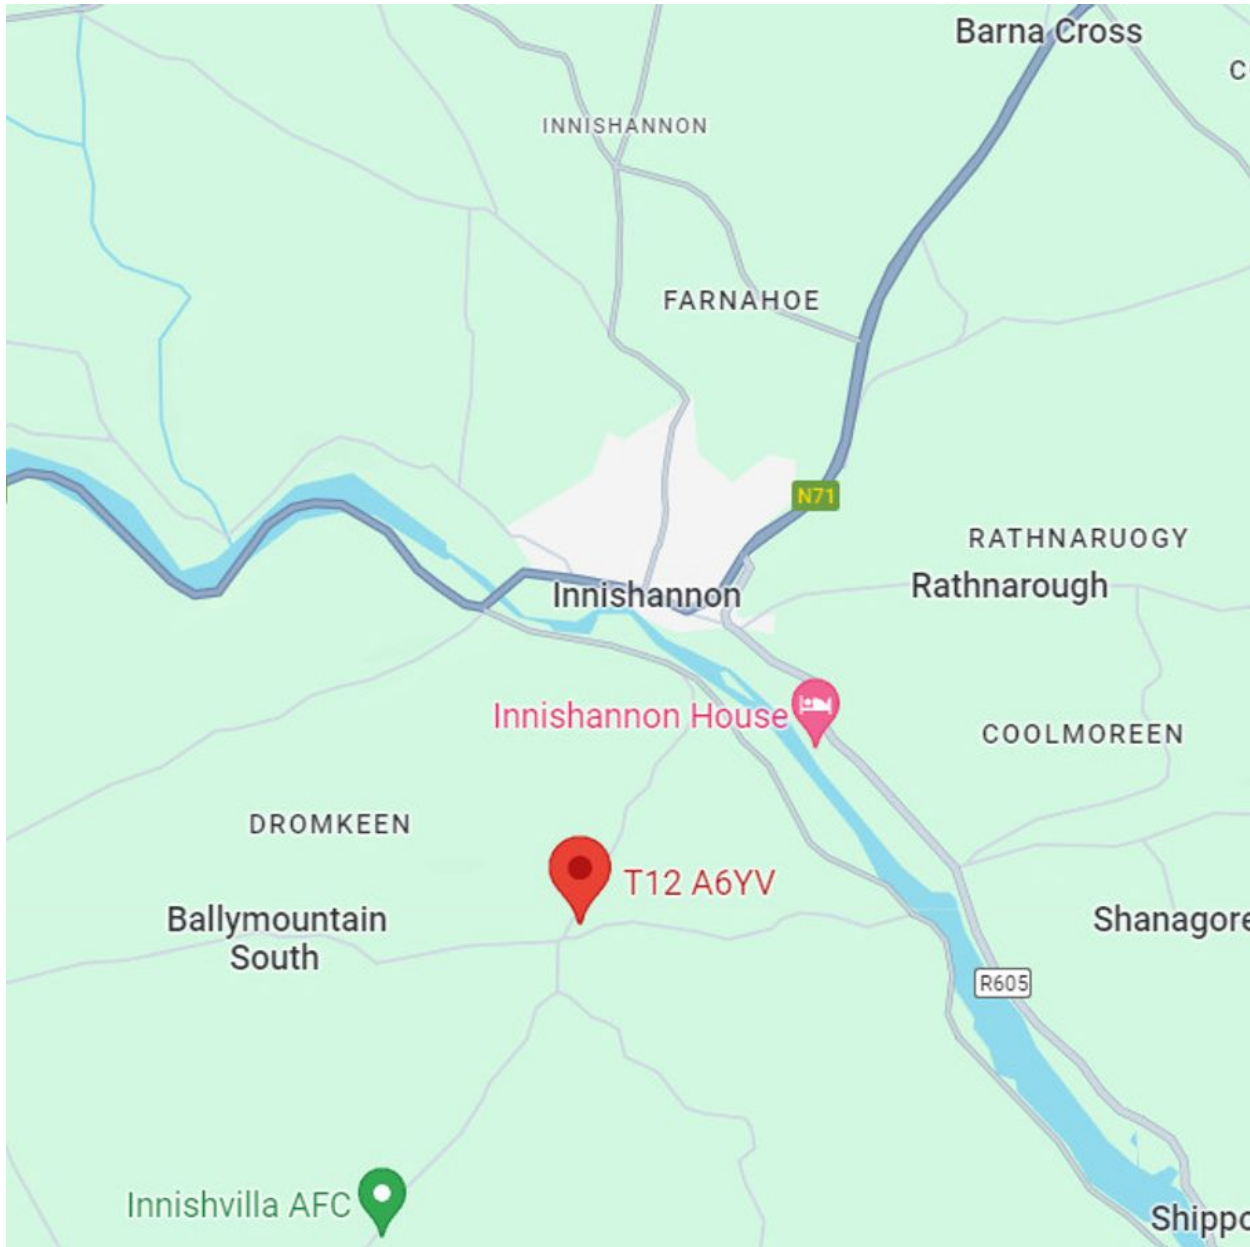 Barna Cross
INNISHANNON
FARNAHOE
N71
RATHNARUOGY
Rathnarough
Innishannon
Innishannon House
COOLMOREEN
DROMKEEN
T12 A6YV
Ballymountain
South
Shanagore
R605
Innishvilla AFC
Shippo